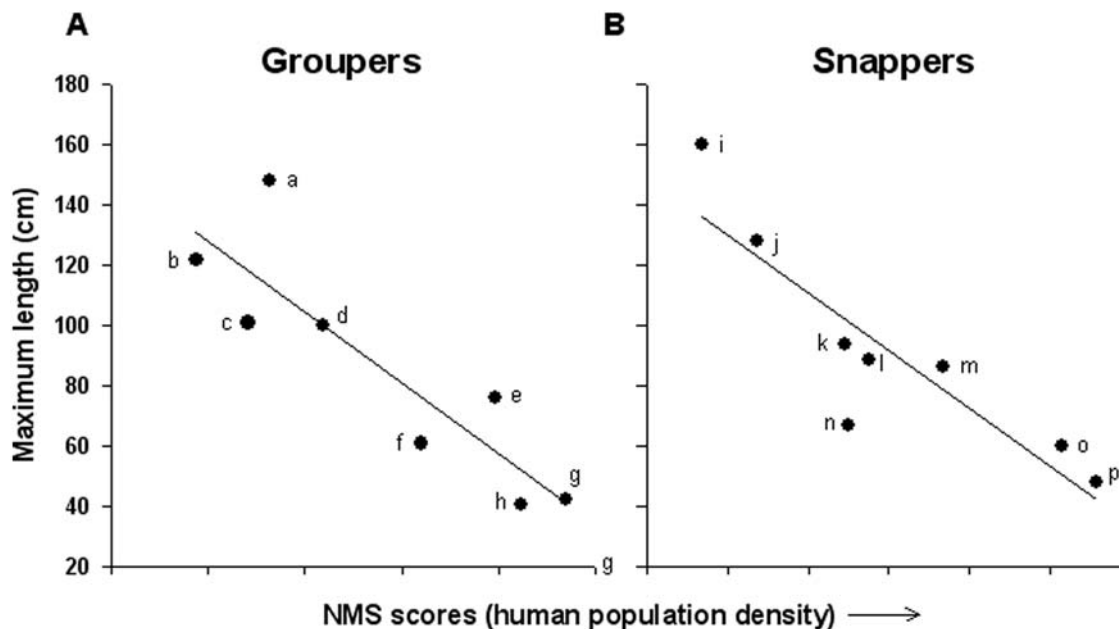 A
Groupers
B
Snappers
180
160
140
120
100
80
60
40
20
Maximum length (cm)
a
b
c
d
e
f
g
h
g
i
j
k
l
m
n
o
p
NMS scores (human population density)